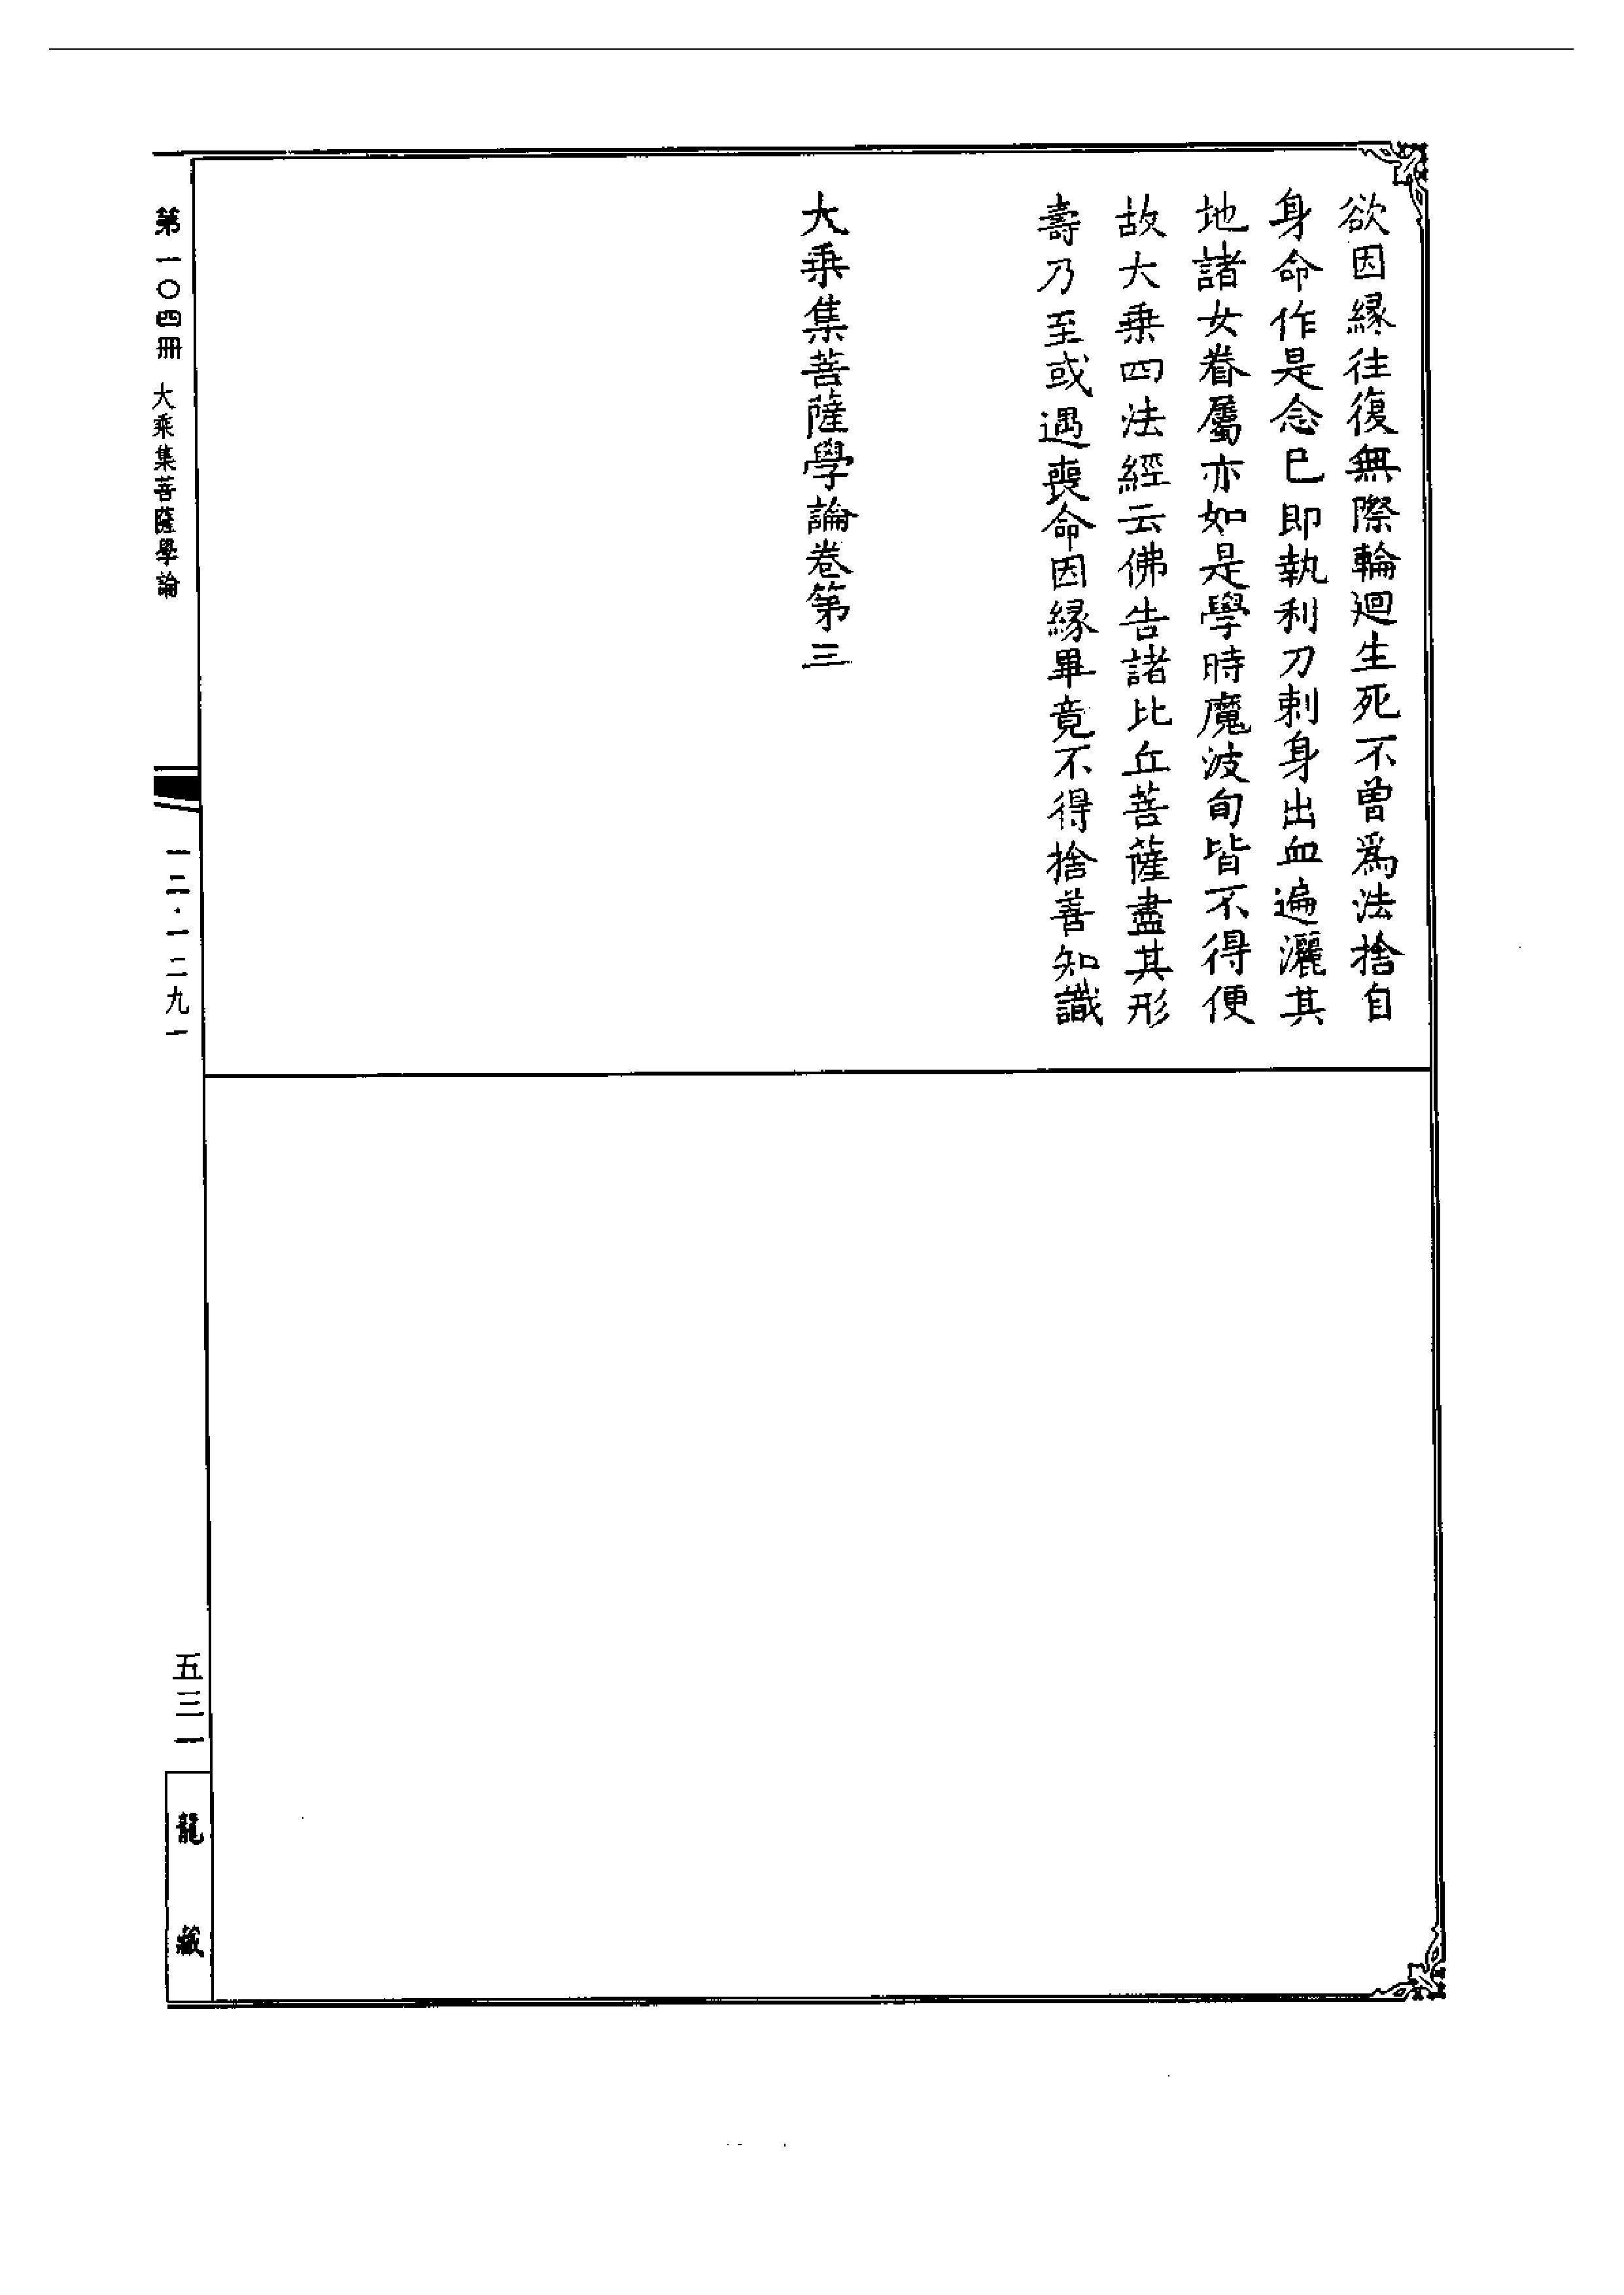 欲因縁往復無際輪迴生死不曾爲法捨自
身命作是念已即執利刀刺身出血遍灑其
地諸女眷屬亦如是學時魔波旬皆不得便
故大乗四法經云佛告諸比丘菩薩盡其形
壽乃至或遇喪命因縁畢竟不得捨善知識
大乗集菩薩學論卷第三
第一〇四冊 大乘集菩薩學論
一二·一二九一
五三一
龍藏